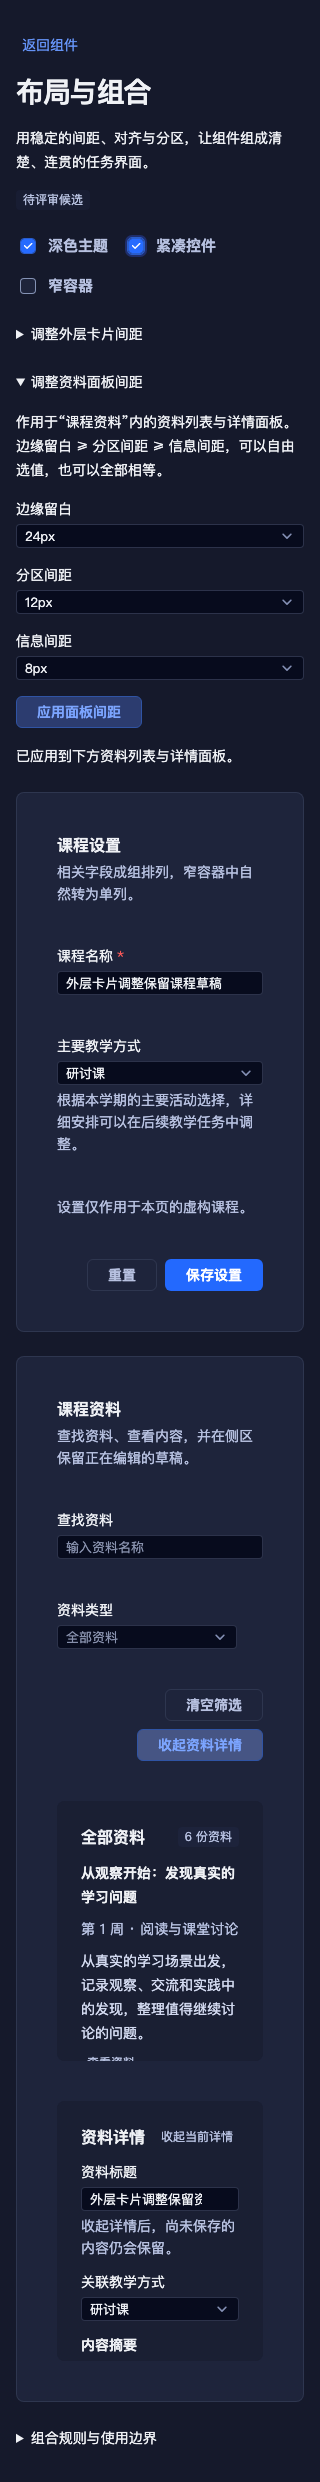 返回组件
布局与组合
用稳定的间距、对齐与分区，让组件组成清
楚、连贯的任务界面。
待评审候选
深色主题 紧凑控件
窄容器
调整外层卡片间距
调整资料面板间距
作用于“课程资料”内的资料列表与详情面板。
边缘留白 ≥ 分区间距 ≥ 信息间距，可以自由
选值，也可以全部相等。
边缘留白
24px
分区间距
12px
信息间距
8px
应用面板间距
已应用到下方资料列表与详情面板。
课程设置
相关字段成组排列，窄容器中自
然转为单列。
课程名称 *
外层卡片调整保留课程草稿
主要教学方式
研讨课
根据本学期的主要活动选择，详
细安排可以在后续教学任务中调
整。
设置仅作用于本页的虚构课程。
重置 保存设置
课程资料
查找资料、查看内容，并在侧区
保留正在编辑的草稿。
查找资料
输入资料名称
资料类型
全部资料
清空筛选
收起资料详情
全部资料 6 份资料
从观察开始：发现真实的
学习问题
第 1 周 · 阅读与课堂讨论
从真实的学习场景出发，
记录观察、交流和实践中
的发现，整理值得继续讨
论的问题。
查看资料
资料详情 收起当前详情
资料标题
外层卡片调整保留资
收起详情后，尚未保存的
内容仍会保留。
关联教学方式
研讨课
内容摘要
组合规则与使用边界